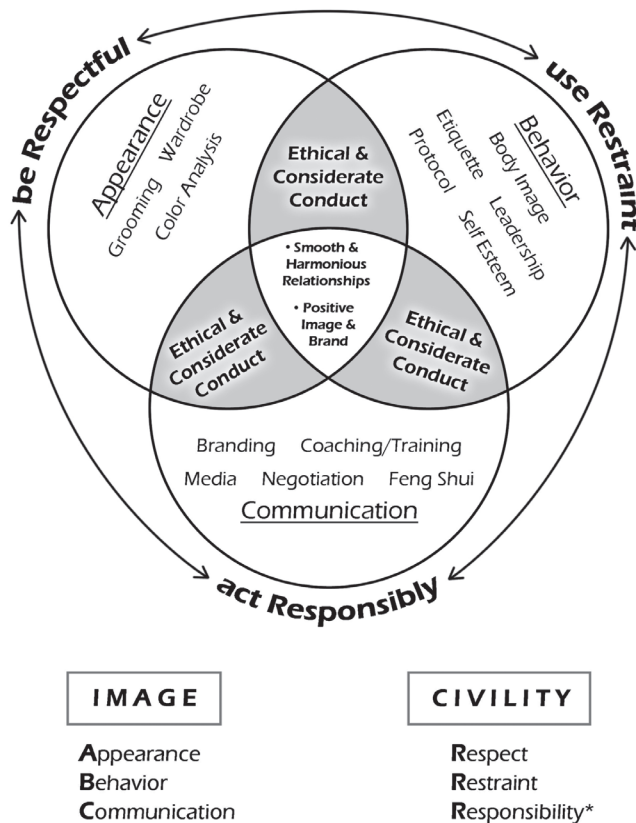 be Respectful
use Restraint
Appearance
Grooming Wardrobe
Color Analysis
Behavior
Body Image
Etiquette
Leadership
Protocol
Self Esteem
Ethical &
Considerate
Conduct
• Smooth &
Harmonious
Relationships
• Positive
Image &
Brand
Ethical &
Considerate
Conduct
Ethical &
Considerate
Conduct
Branding Coaching/Training
Media Negotiation Feng Shui
Communication
act Responsibly
IMAGE
Appearance
Behavior
Communication
CIVILITY
Respect
Restraint
Responsibility*